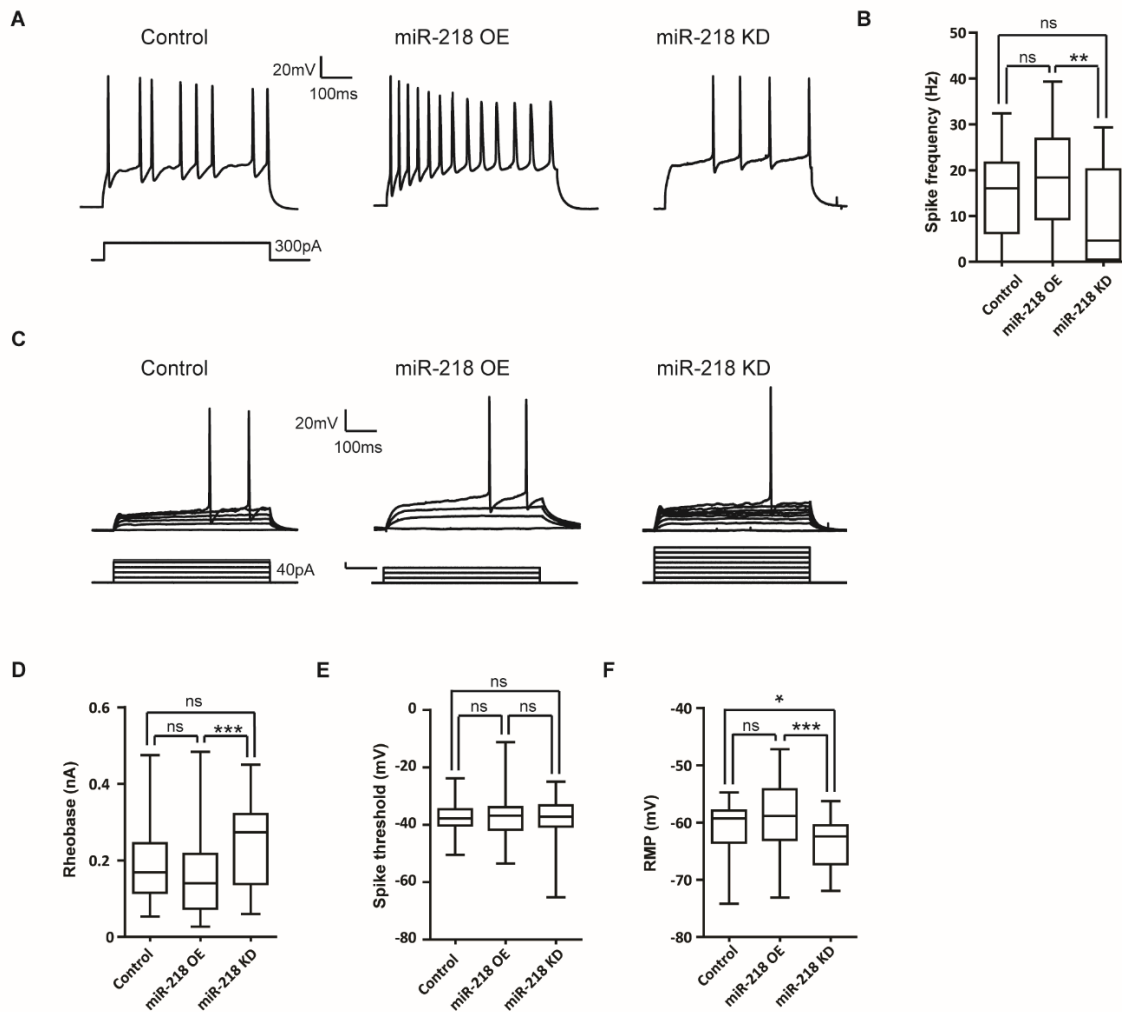 A
Control
miR-218 OE
miR-218 KD
20mV
100ms
300pA
B
ns
ns
**
Spike frequency (Hz)
50
40
30
20
10
0
Control
miR-218 OE
miR-218 KD
C
Control
miR-218 OE
miR-218 KD
20mV
100ms
40pA
D
ns
ns
***
Rheobase (nA)
0.6
0.4
0.2
0
Control
miR-218 OE
miR-218 KD
E
ns
ns
ns
Spike threshold (mV)
0
-20
-40
-60
-80
Control
miR-218 OE
miR-218 KD
F
*
ns
***
RMP (mV)
-40
-50
-60
-70
-80
Control
miR-218 OE
miR-218 KD